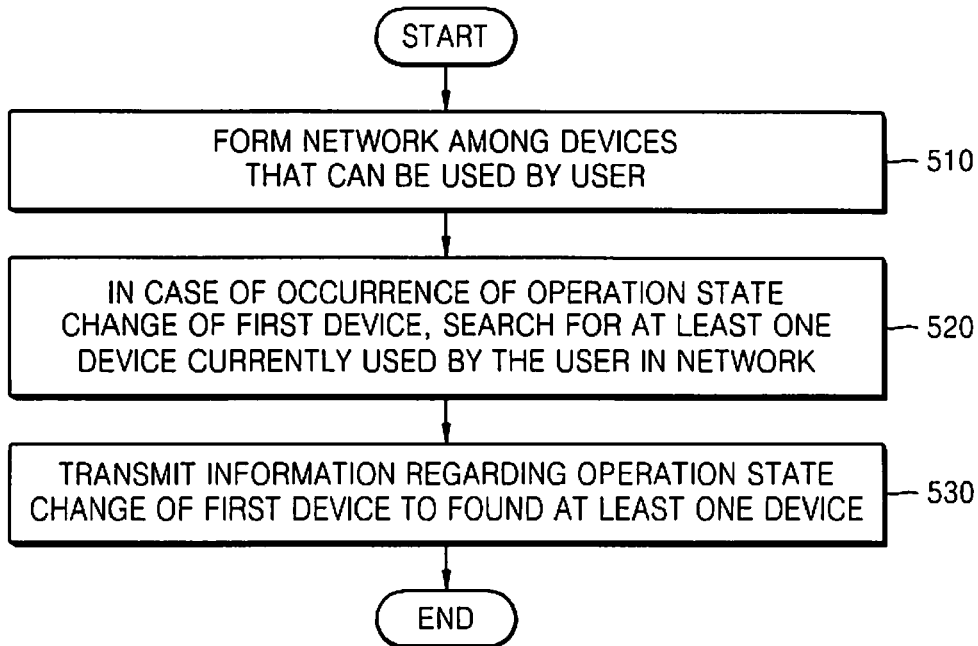 START
FORM NETWORK AMONG DEVICES
THAT CAN BE USED BY USER
510
IN CASE OF OCCURRENCE OF OPERATION STATE
CHANGE OF FIRST DEVICE, SEARCH FOR AT LEAST ONE
DEVICE CURRENTLY USED BY THE USER IN NETWORK
520
TRANSMIT INFORMATION REGARDING OPERATION STATE
CHANGE OF FIRST DEVICE TO FOUND AT LEAST ONE DEVICE
530
END